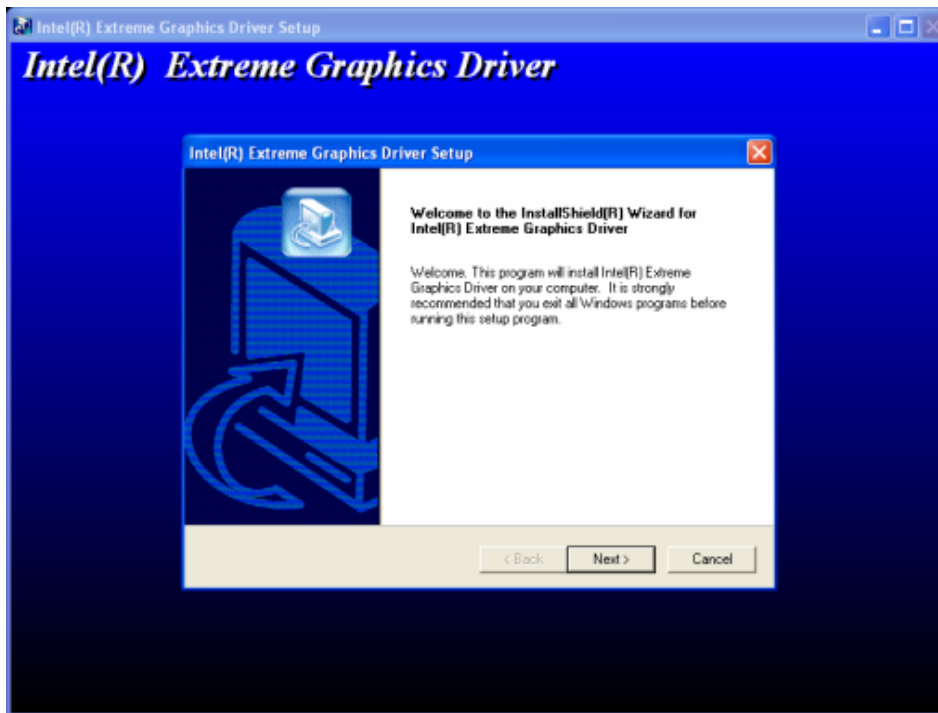 Intel(R) Extreme Graphics Driver Setup
Intel(R) Extreme Graphics Driver
Intel(R) Extreme Graphics Driver Setup
Welcome to the InstallShield(R) Wizard for
Intel(R) Extreme Graphics Driver
Welcome. This program will install Intel(R) Extreme
Graphics Driver on your computer. It is strongly
recommended that you exit all Windows programs before
running this setup program.
< Back
Next >
Cancel